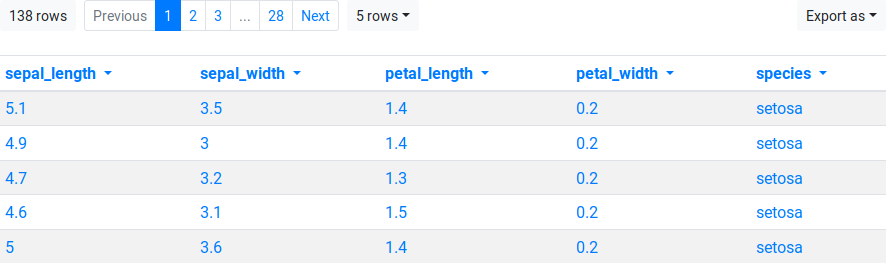 138 rows Previous 1 2 3 ... 28 Next 5 rows Export as
sepal_length sepal_width petal_length petal_width species
5.1 3.5 1.4 0.2 setosa
4.9 3 1.4 0.2 setosa
4.7 3.2 1.3 0.2 setosa
4.6 3.1 1.5 0.2 setosa
5 3.6 1.4 0.2 setosa